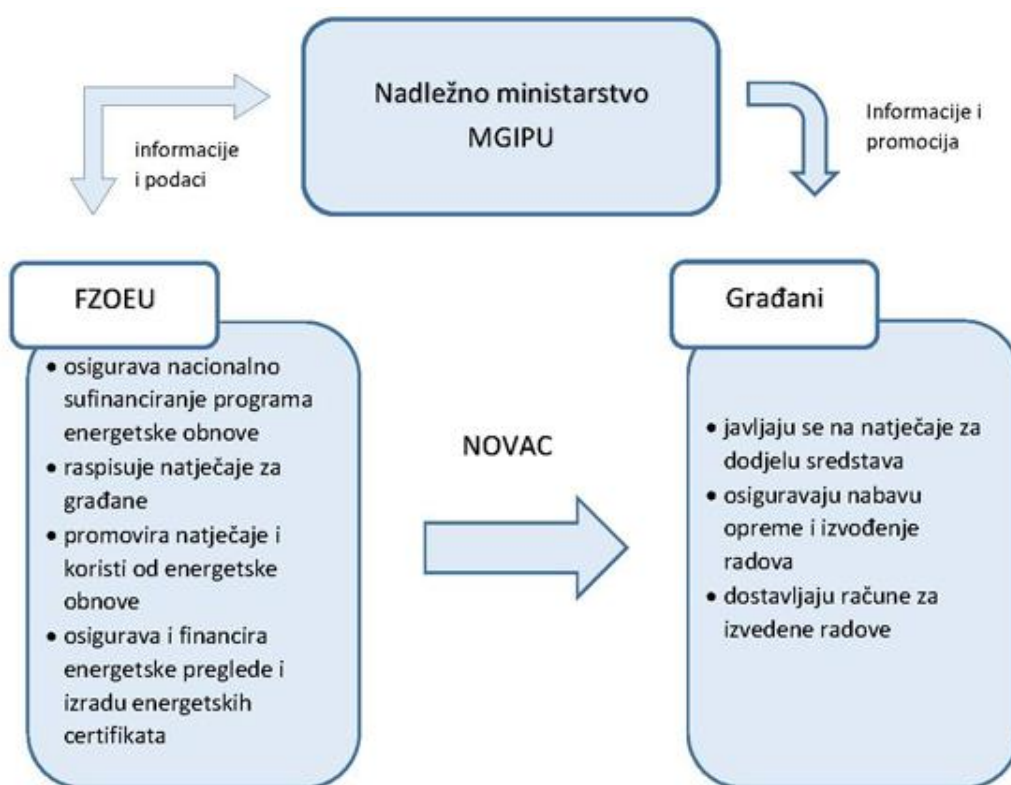 Nadležno ministarstvo
MGIPU
informacije
i podaci
Informacije i
promocija
FZOEU
• osigurava nacionalno
sufinanciranje programa
energetske obnove
• raspisuje natječaje za
građane
• promovira natječaje i
koristi od energetske
obnove
• osigurava i financira
energetske preglede i
izradu energetskih
certifikata
NOVAC
Građani
• javljaju se na natječaje za
dodjelu sredstava
• osiguravaju nabavu
opreme i izvođenje
radova
• dostavljaju račune za
izvedene radove